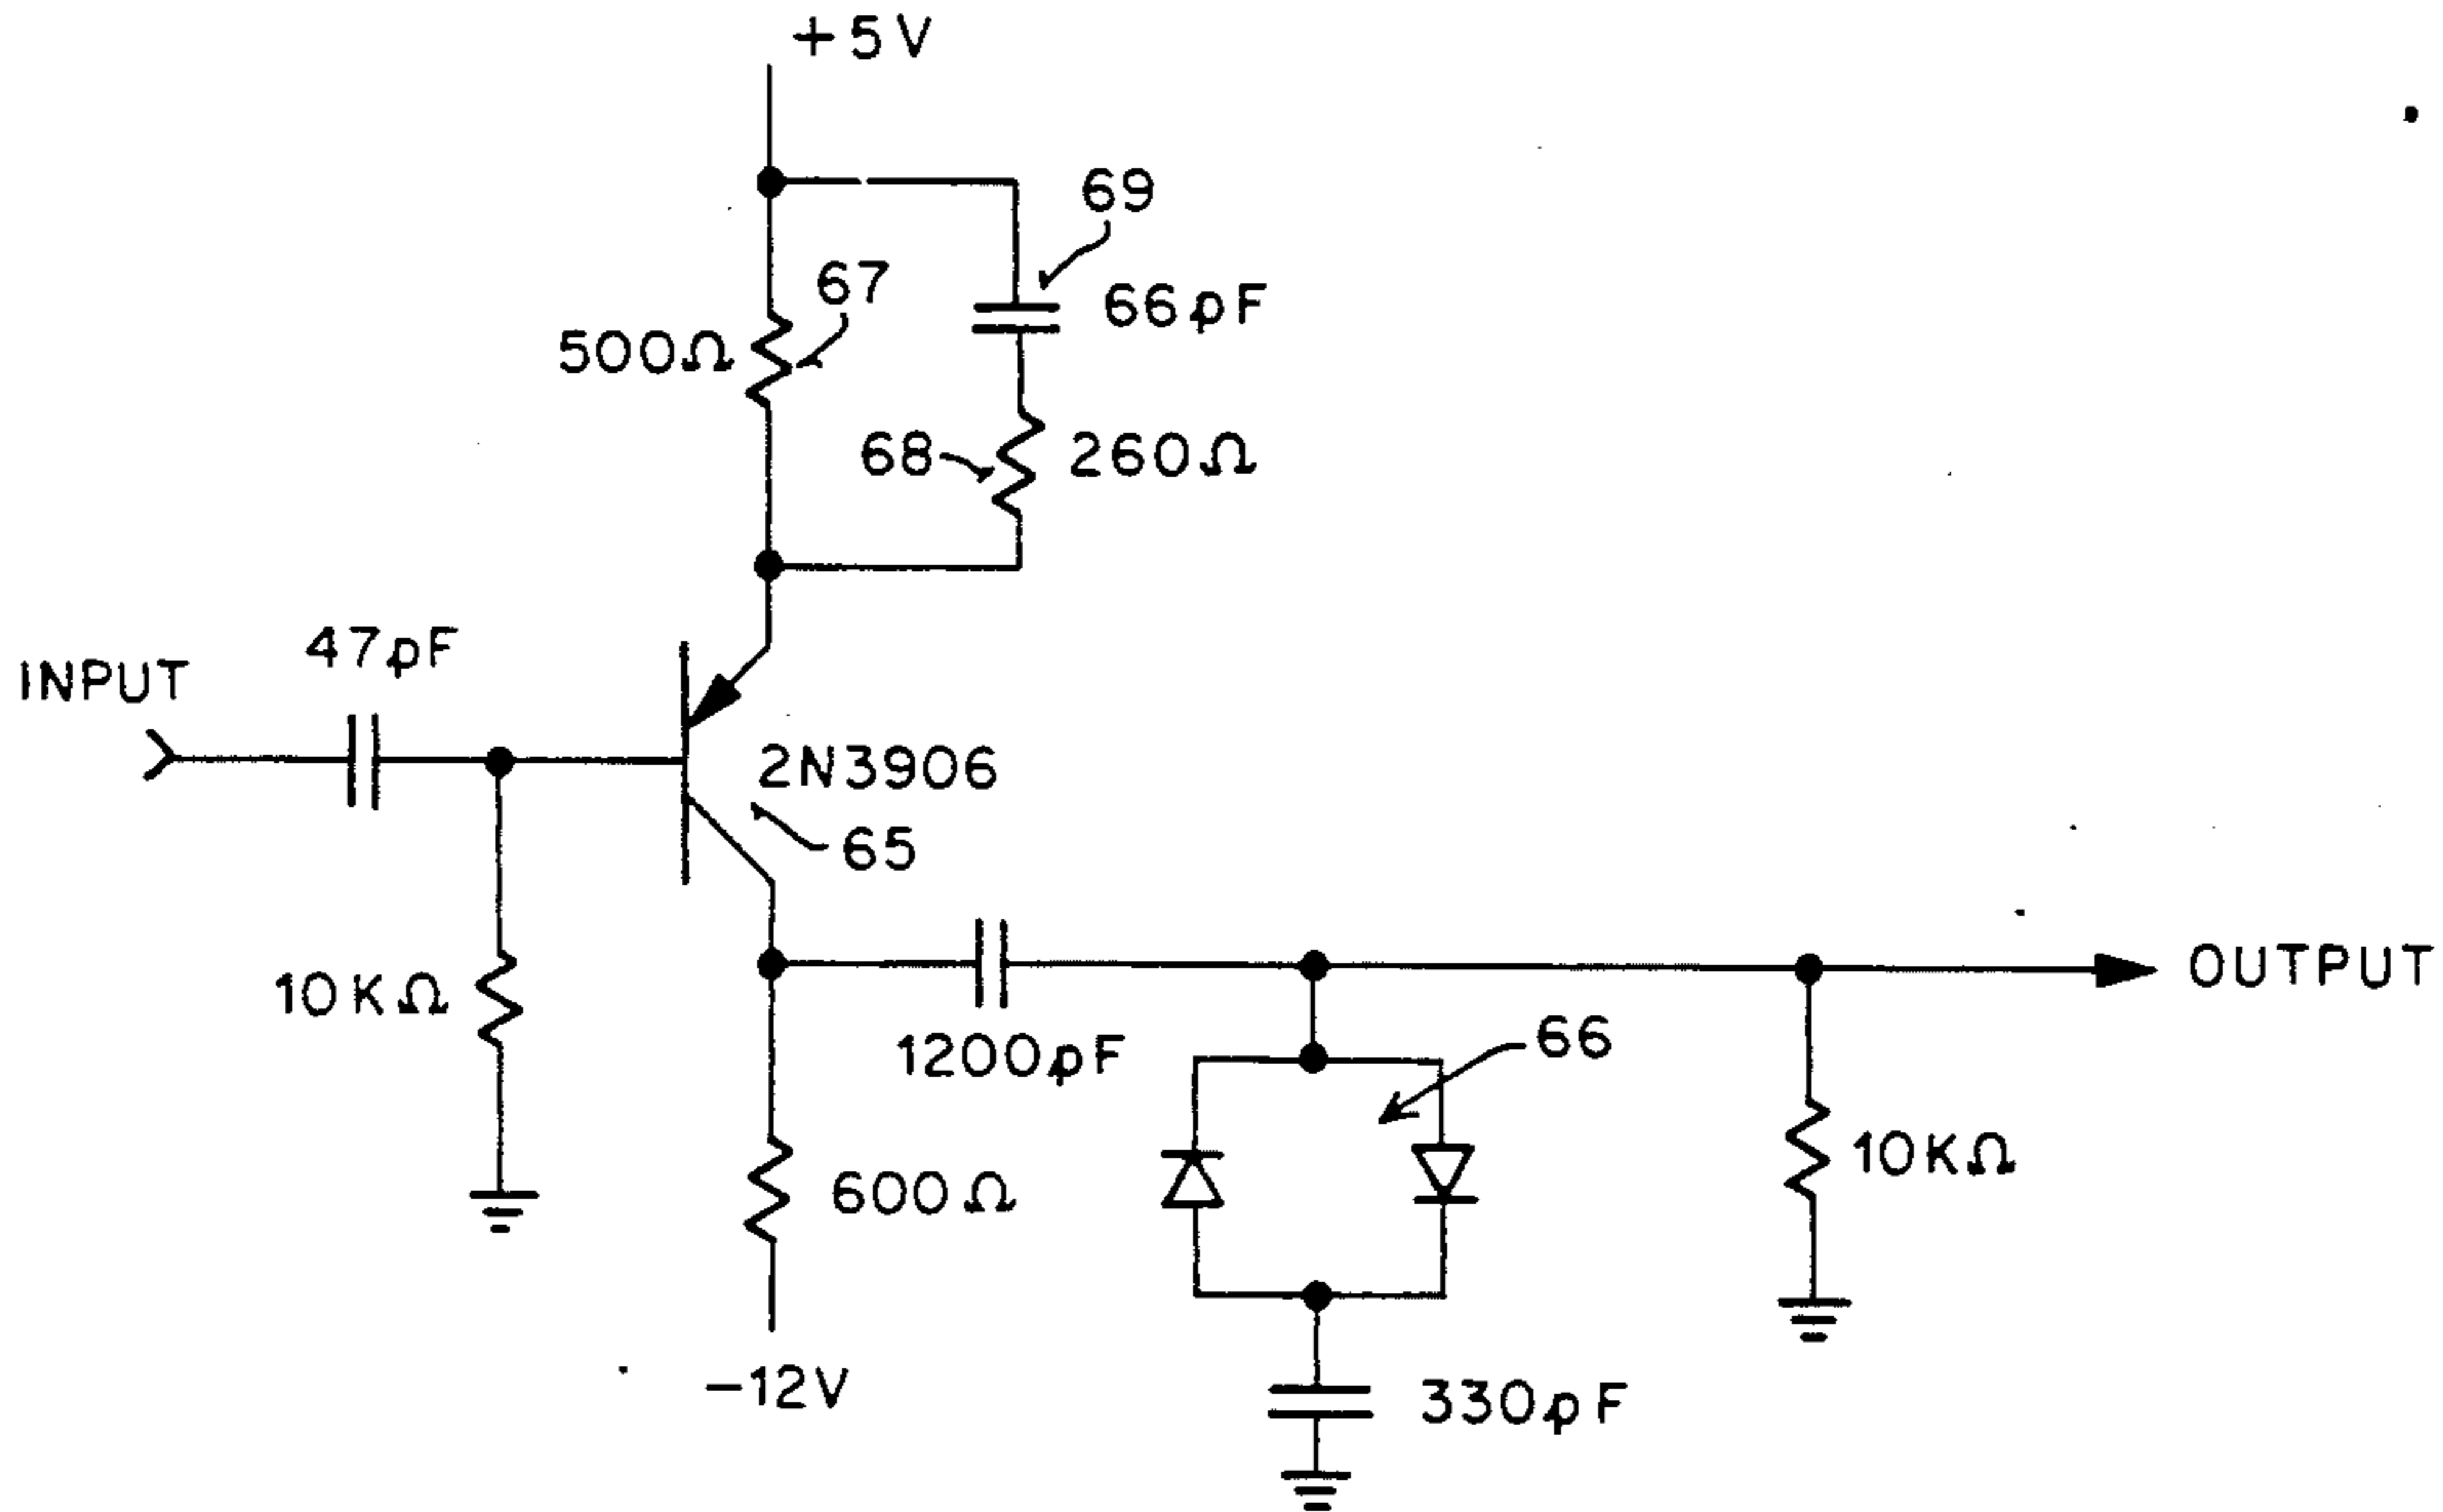 +5V
69
67
66pF
500Ω
68
260Ω
47pF
INPUT
2N3906
65
10KΩ
OUTPUT
1200pF
66
10KΩ
600Ω
-12V
330pF